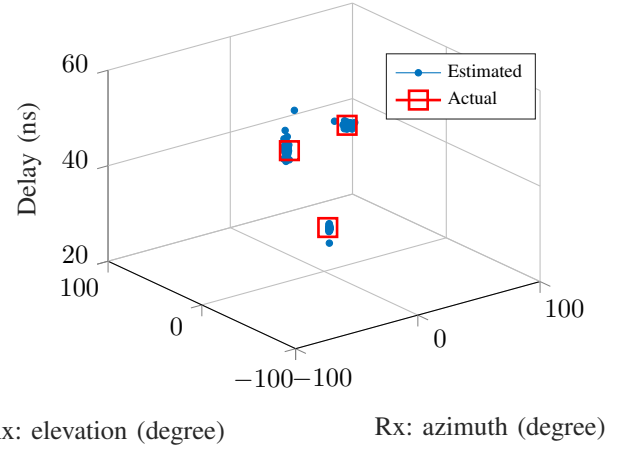 60
40
20
Delay (ns)
Estimated
Actual
100
0
−100
−100
0
100
x: elevation (degree)
Rx: azimuth (degree)